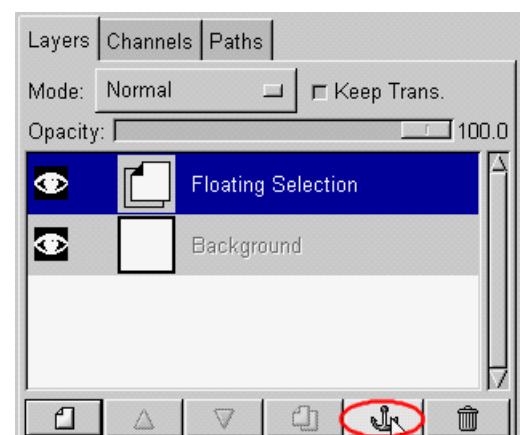 Layers Channels Paths
Mode: Normal Keep Trans.
Opacity: 100.0
Floating Selection
Background